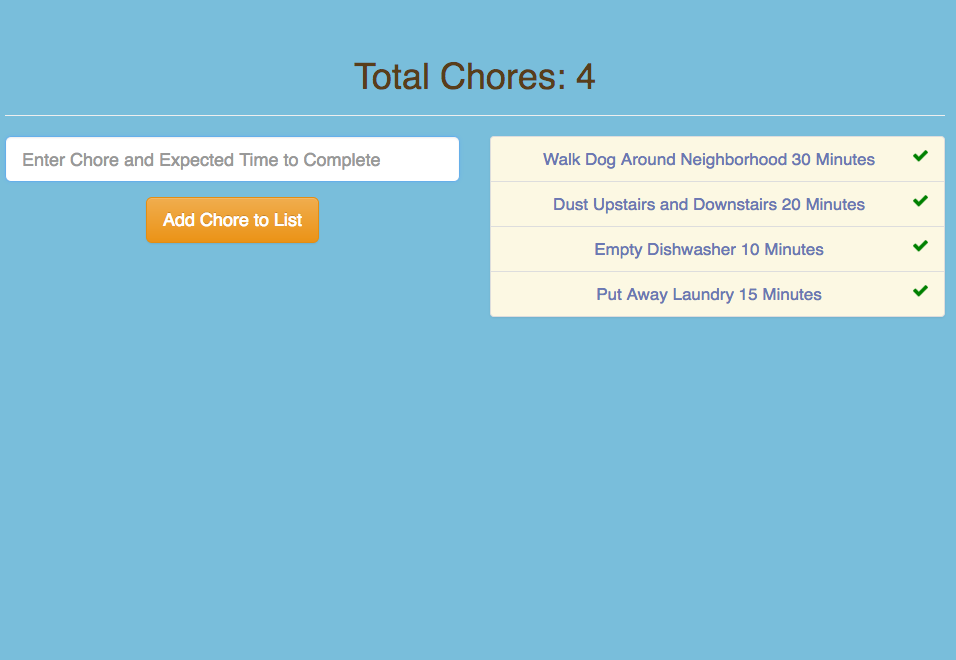 Total Chores: 4
Enter Chore and Expected Time to Complete
Add Chore to List
Walk Dog Around Neighborhood 30 Minutes
Dust Upstairs and Downstairs 20 Minutes
Empty Dishwasher 10 Minutes
Put Away Laundry 15 Minutes